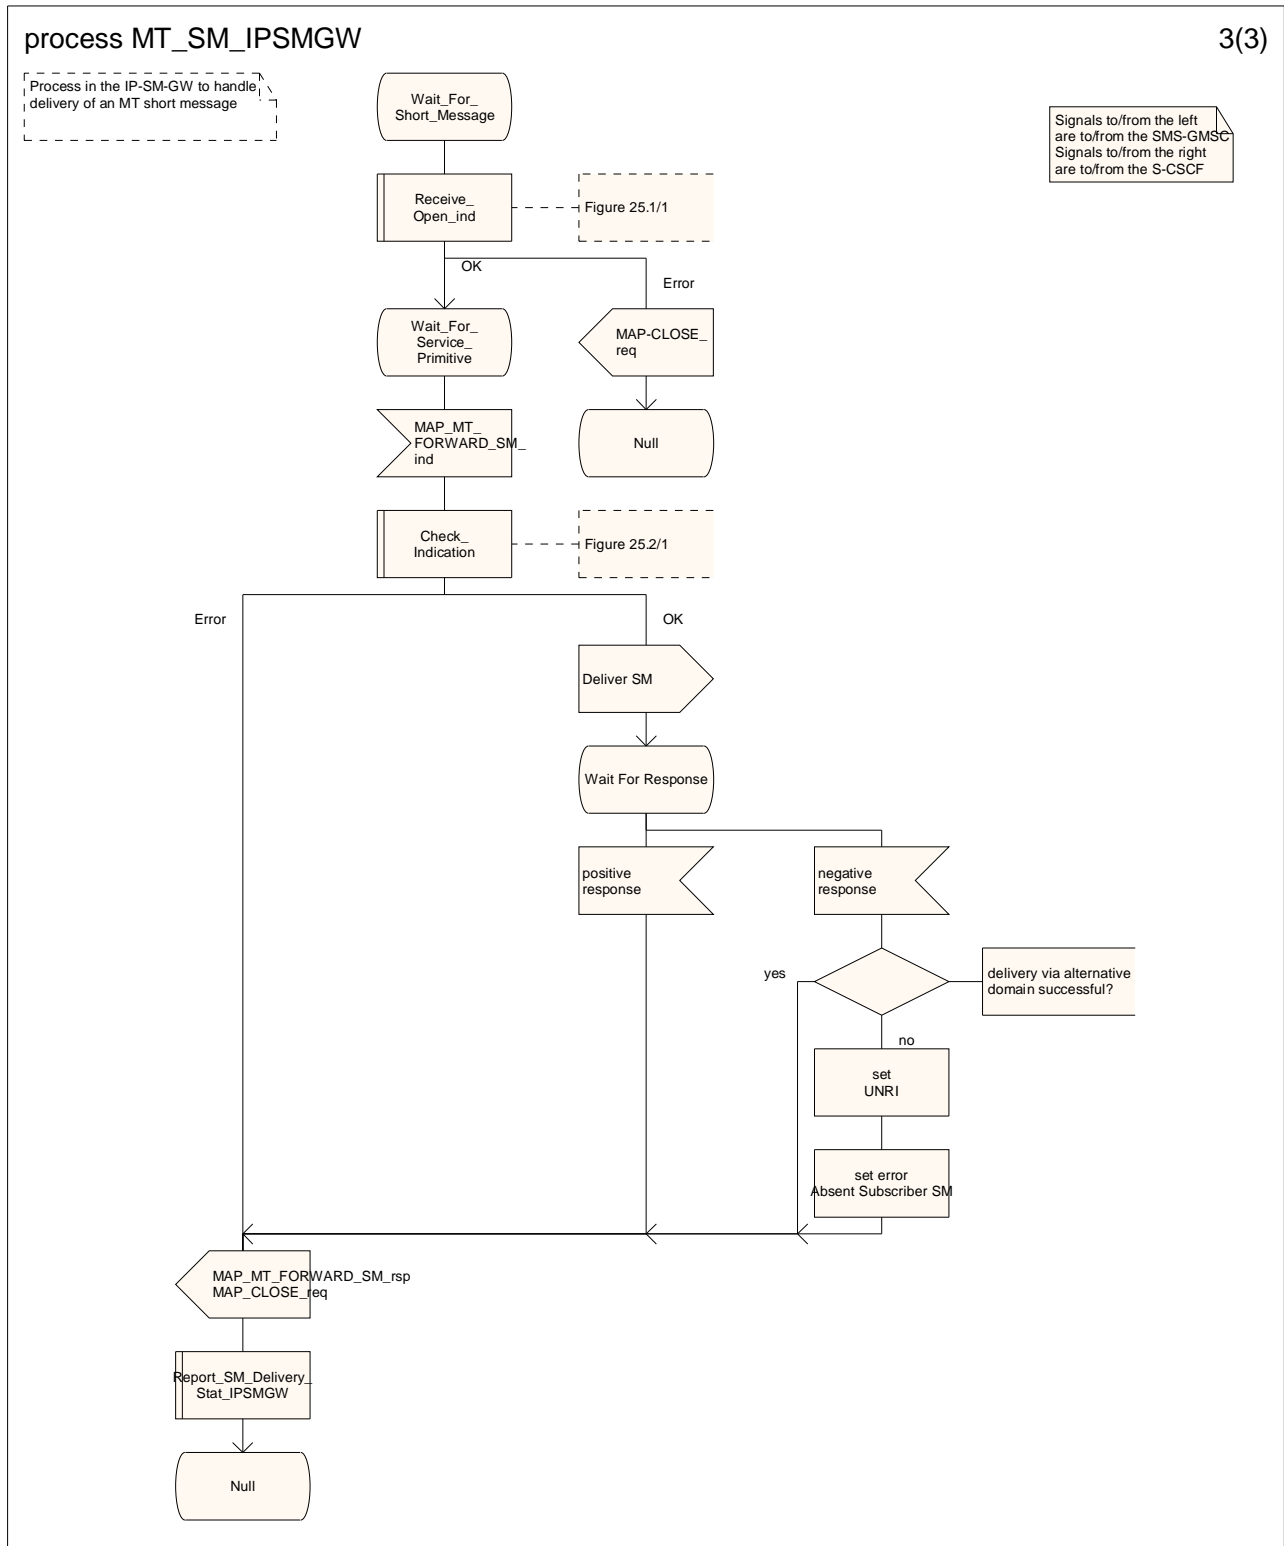 process MT_SM_IPSMGW
3(3)
Process in the IP-SM-GW to handle
delivery of an MT short message
Wait_For_
Short_Message
Signals to/from the left
are to/from the SMS-GMSC
Signals to/from the right
are to/from the S-CSCF
Receive_
Open_ind
Figure 25.1/1
OK
Error
Wait_For_
Service_
Primitive
MAP-CLOSE_
req
MAP_MT_
FORWARD_SM_
ind
Null
Check_
Indication
Figure 25.2/1
Error
OK
Deliver SM
Wait For Response
positive
response
negative
response
yes
delivery via alternative
domain successful?
no
set
UNRI
set error
Absent Subscriber SM
MAP_MT_FORWARD_SM_rsp
MAP_CLOSE_req
Report_SM_Delivery_
Stat_IPSMGW
Null